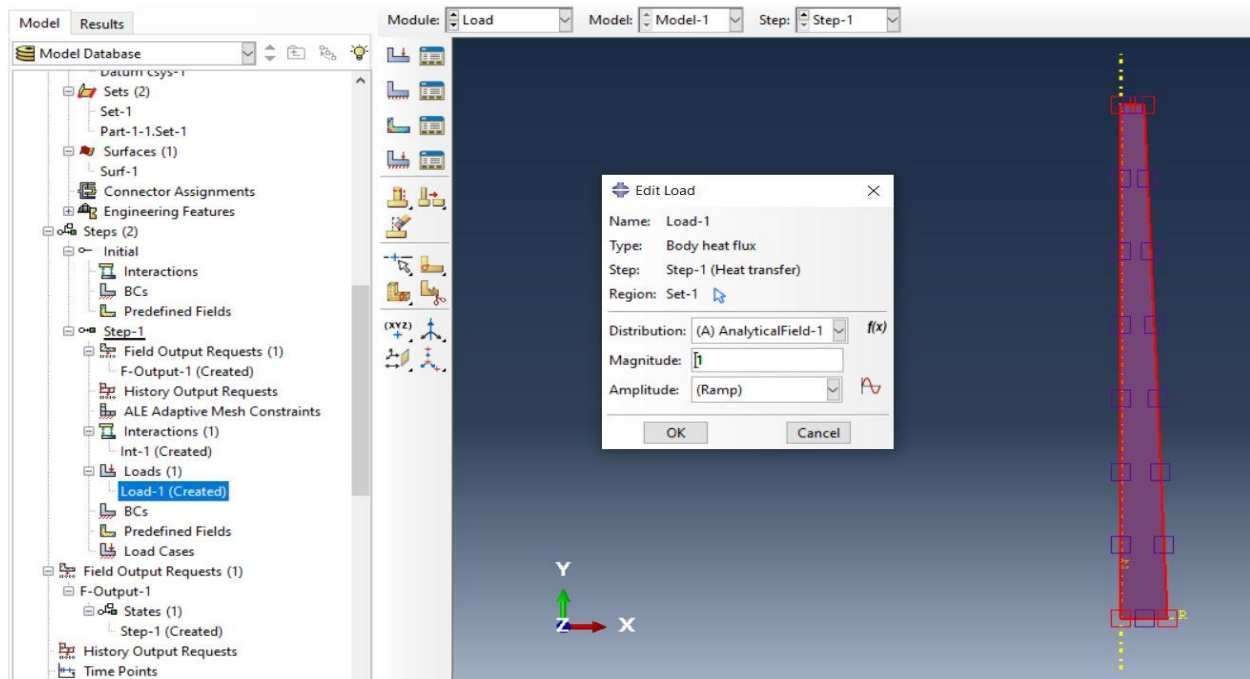 Model Results
Module: Load Model: Model-1 Step: Step-1
Model Database
Datum csys-1
Sets (2)
Set-1
Part-1-1.Set-1
Surfaces (1)
Surf-1
Connector Assignments
Engineering Features
Steps (2)
Initial
Interactions
BCs
Predefined Fields
Step-1
Field Output Requests (1)
F-Output-1 (Created)
History Output Requests
ALE Adaptive Mesh Constraints
Interactions (1)
Int-1 (Created)
Loads (1)
Load-1 (Created)
BCs
Predefined Fields
Load Cases
Field Output Requests (1)
F-Output-1
States (1)
Step-1 (Created)
History Output Requests
Time Points
(XYZ)
Edit Load
Name: Load-1
Type: Body heat flux
Step: Step-1 (Heat transfer)
Region: Set-1
Distribution: (A) AnalyticalField-1 f(x)
Magnitude: 1
Amplitude: (Ramp)
OK Cancel
Y
Z X
Z
R